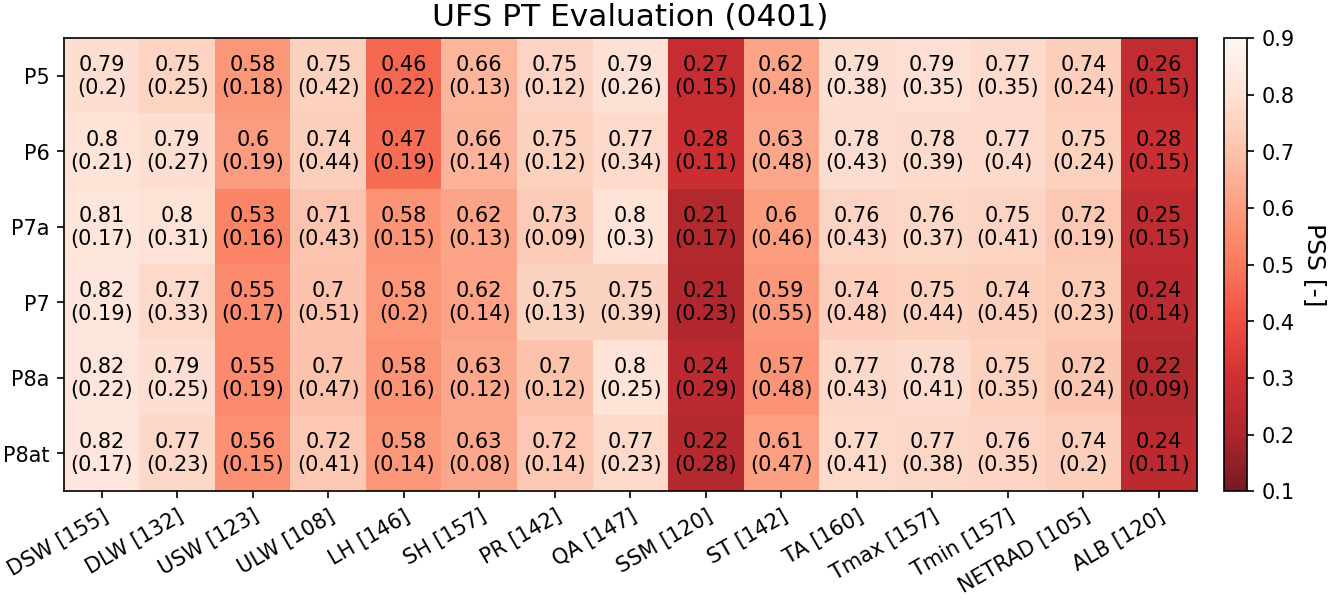 UFS PT Evaluation (0401)
P5 0.79 0.75 0.58 0.75 0.46 0.66 0.75 0.79 0.27 0.62 0.79 0.79 0.77 0.74 0.26
(0.2) (0.25) (0.18) (0.42) (0.22) (0.13) (0.12) (0.26) (0.15) (0.48) (0.38) (0.35) (0.35) (0.24) (0.15)
P6 0.8 0.79 0.6 0.74 0.47 0.66 0.75 0.77 0.28 0.63 0.78 0.78 0.77 0.75 0.28
(0.21) (0.27) (0.19) (0.44) (0.19) (0.14) (0.12) (0.34) (0.11) (0.48) (0.43) (0.39) (0.4) (0.24) (0.15)
P7a 0.81 0.8 0.53 0.71 0.58 0.62 0.73 0.8 0.21 0.6 0.76 0.76 0.75 0.72 0.25
(0.17) (0.31) (0.16) (0.43) (0.15) (0.13) (0.09) (0.3) (0.17) (0.46) (0.43) (0.37) (0.41) (0.19) (0.15)
P7 0.82 0.77 0.55 0.7 0.58 0.62 0.75 0.75 0.21 0.59 0.74 0.75 0.74 0.73 0.24
(0.19) (0.33) (0.17) (0.51) (0.2) (0.14) (0.13) (0.39) (0.23) (0.55) (0.48) (0.44) (0.45) (0.23) (0.14)
P8a 0.82 0.79 0.55 0.7 0.58 0.63 0.7 0.8 0.24 0.57 0.77 0.78 0.75 0.72 0.22
(0.22) (0.25) (0.19) (0.47) (0.16) (0.12) (0.12) (0.25) (0.29) (0.48) (0.43) (0.41) (0.35) (0.24) (0.09)
P8at 0.82 0.77 0.56 0.72 0.58 0.63 0.72 0.77 0.22 0.61 0.77 0.77 0.76 0.74 0.24
(0.17) (0.23) (0.15) (0.41) (0.14) (0.08) (0.14) (0.23) (0.28) (0.47) (0.41) (0.38) (0.35) (0.2) (0.11)
DSW [155] DLW [132] USW [123] ULW [108] LH [146] SH [157] PR [142] QA [147] SSM [120] ST [142] TA [160] Tmax [157] Tmin [157] NETRAD [105] ALB [120]
0.9
0.8
0.7
0.6
0.5
0.4
0.3
0.2
0.1
PSS [-]